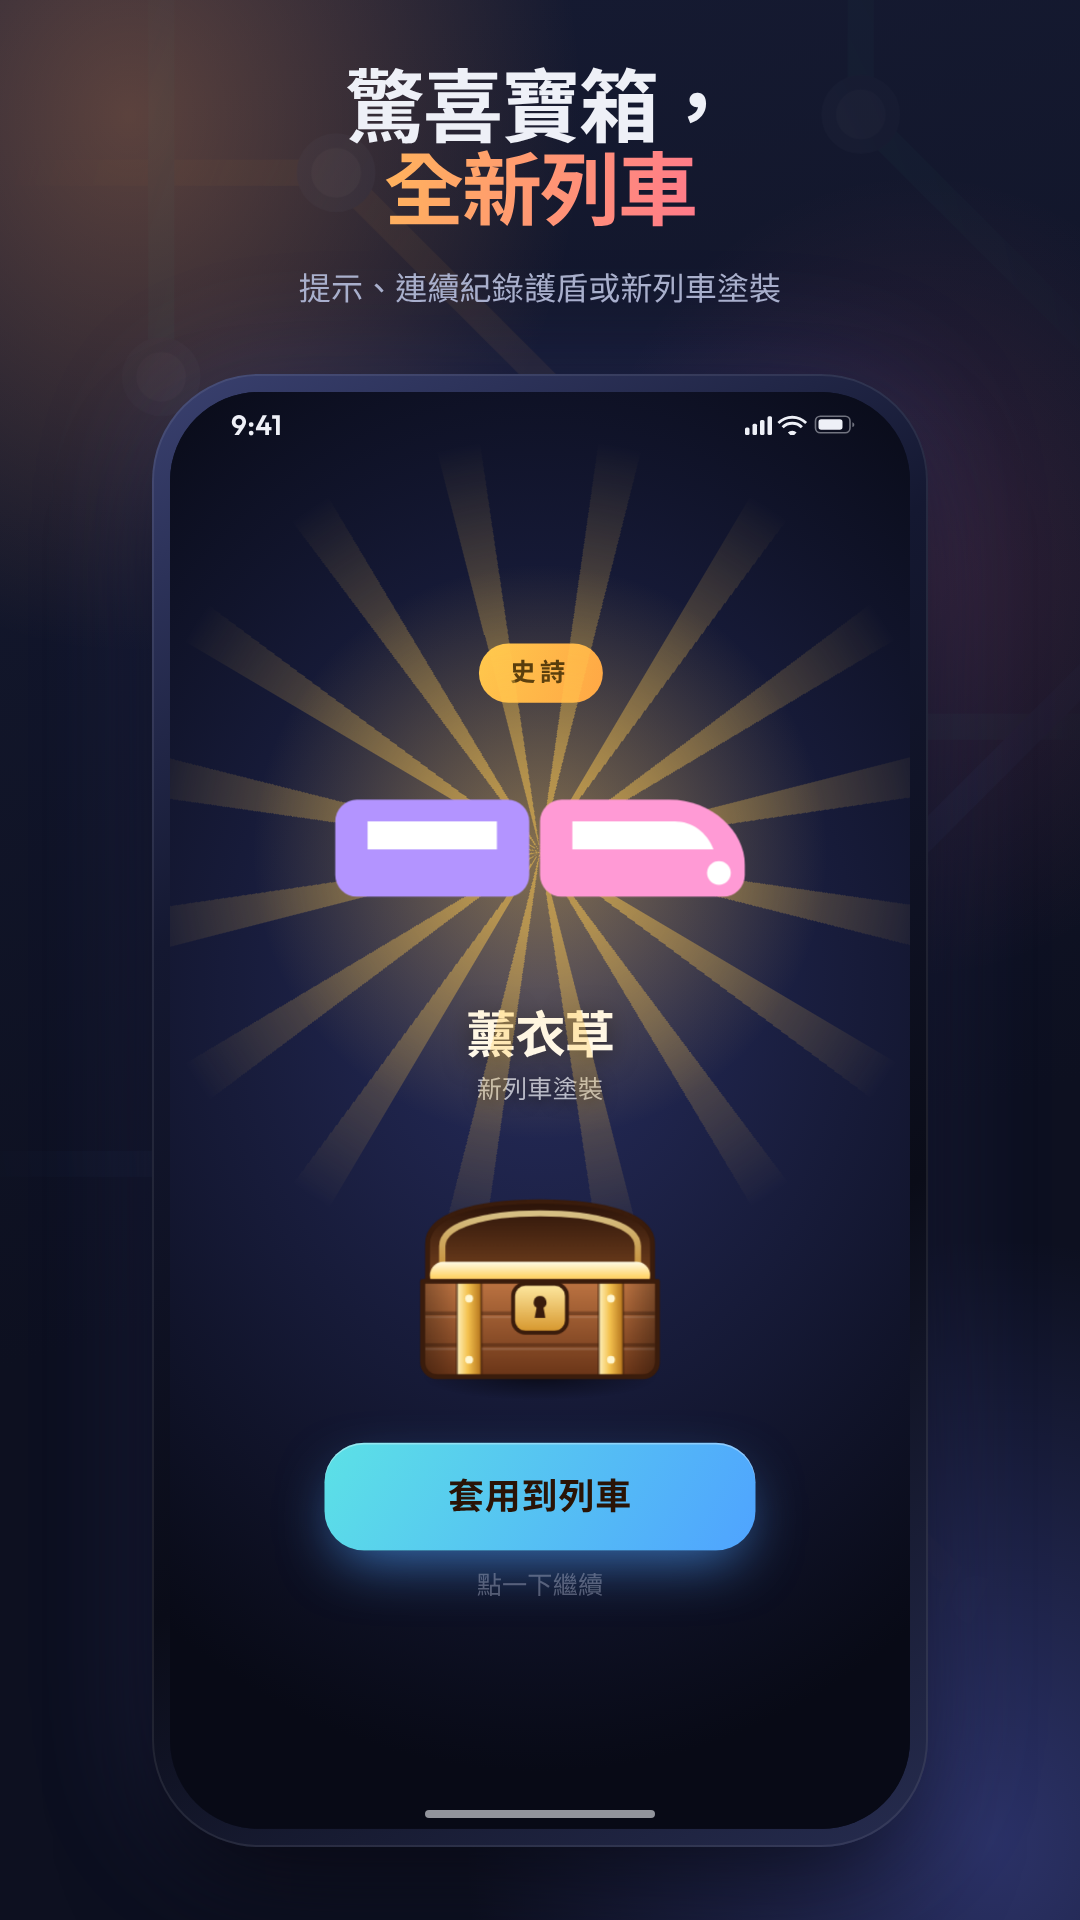 驚喜寶箱，
全新列車
提示、連續紀錄護盾或新列車塗裝
9:41
史詩
薰衣草
新列車塗裝
套用到列車
點一下繼續